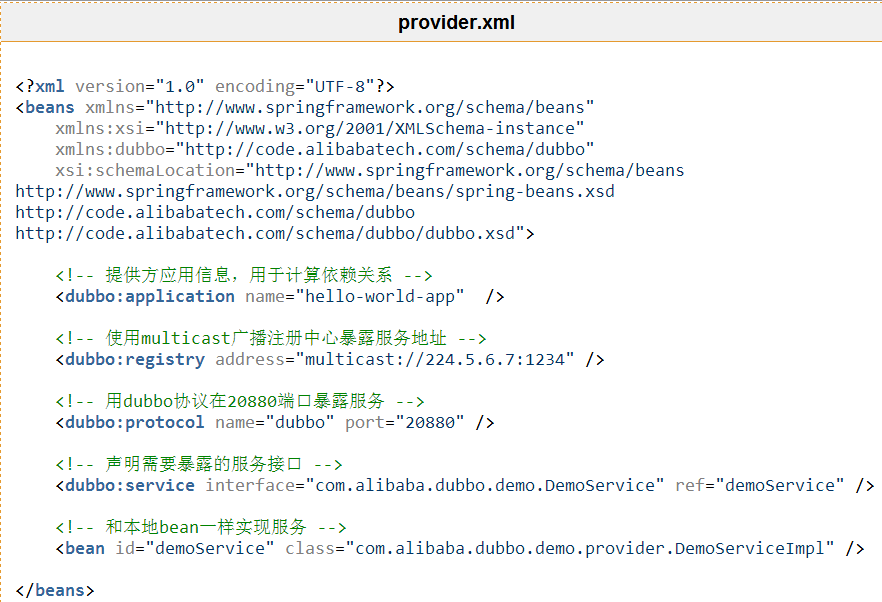 provider.xml
<?xml version="1.0" encoding="UTF-8"?>
<beans xmlns="http://www.springframework.org/schema/beans"
    xmlns:xsi="http://www.w3.org/2001/XMLSchema-instance"
    xmlns:dubbo="http://code.alibabatech.com/schema/dubbo"
    xsi:schemaLocation="http://www.springframework.org/schema/beans
http://www.springframework.org/schema/beans/spring-beans.xsd
http://code.alibabatech.com/schema/dubbo
http://code.alibabatech.com/schema/dubbo/dubbo.xsd">
    <!-- 提供方应用信息，用于计算依赖关系 -->
    <dubbo:application name="hello-world-app"  />
    <!-- 使用multicast广播注册中心暴露服务地址 -->
    <dubbo:registry address="multicast://224.5.6.7:1234" />
    <!-- 用dubbo协议在20880端口暴露服务 -->
    <dubbo:protocol name="dubbo" port="20880" />
    <!-- 声明需要暴露的服务接口 -->
    <dubbo:service interface="com.alibaba.dubbo.demo.DemoService" ref="demoService" />
    <!-- 和本地bean一样实现服务 -->
    <bean id="demoService" class="com.alibaba.dubbo.demo.provider.DemoServiceImpl" />
</beans>